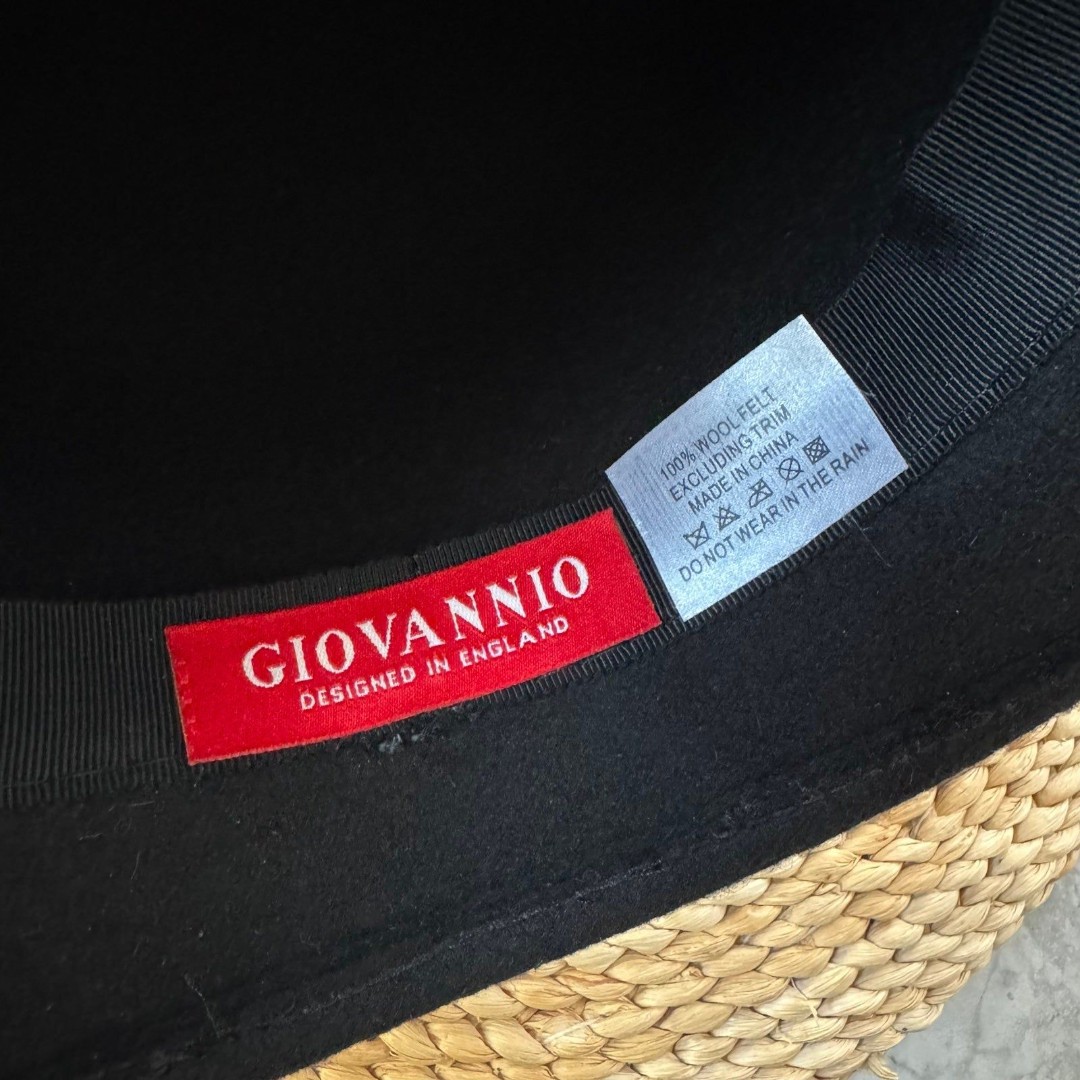 GIOVANNIO
DESIGNED IN ENGLAND
100% WOOL FELT
EXCLUDING TRIM
MADE IN CHINA
DO NOT WEAR IN THE RAIN